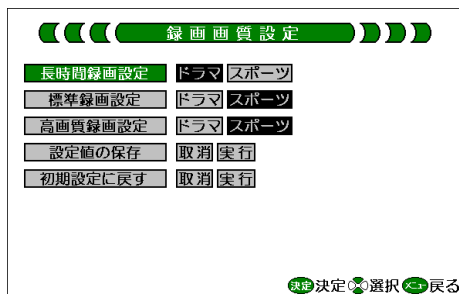 録画画質設定
長時間録画設定 ドラマ スポーツ
標準録画設定 ドラマ スポーツ
高画質録画設定 ドラマ スポーツ
設定値の保存 取消 実行
初期設定に戻す 取消 実行
決定 決定 選択 メニュー 戻る